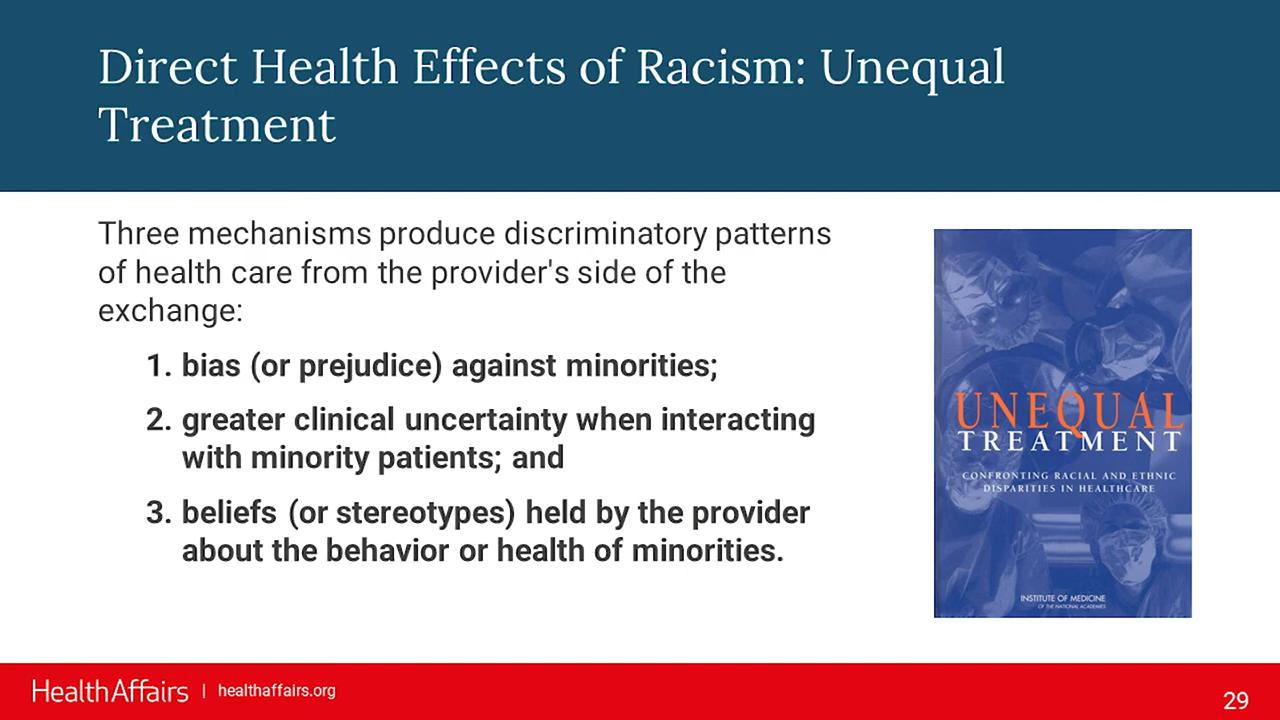 Direct Health Effects of Racism: Unequal
Treatment
Three mechanisms produce discriminatory patterns
of health care from the provider's side of the
exchange:
1. bias (or prejudice) against minorities;
2. greater clinical uncertainty when interacting
with minority patients; and
3. beliefs (or stereotypes) held by the provider
about the behavior or health of minorities.
UNEQUAL
TREATMENT
CONFRONTING RACIAL AND ETHNIC
DISPARITIES IN HEALTHCARE
INSTITUTE OF MEDICINE
OF THE NATIONAL ACADEMIES
HealthAffairs | healthaffairs.org
29